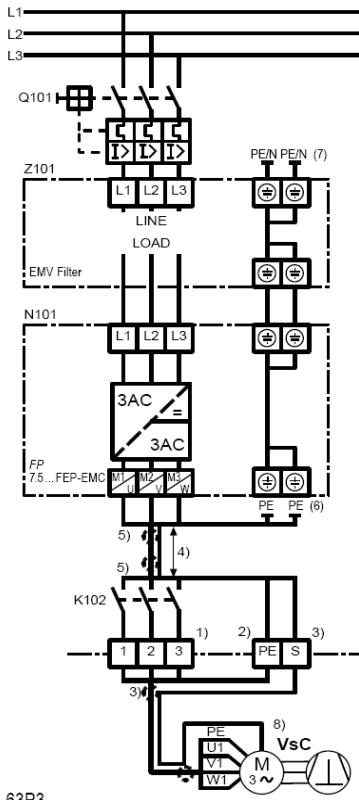 L1
L2
L3
Q101
I> I> I>
PE/N PE/N (7)
Z101
L1 L2 L3
LINE
LOAD
EMV Filter
N101
L1 L2 L3
3AC
=
3AC
FP
7.5...FEP-EMC
M1 U M2 V M3 W
PE PE (6)
5)
4)
5)
K102
1) 2) 3)
1 2 3 PE S
3)
8)
PE
U1
V1
W1
M
3 ~
VsC
63P3